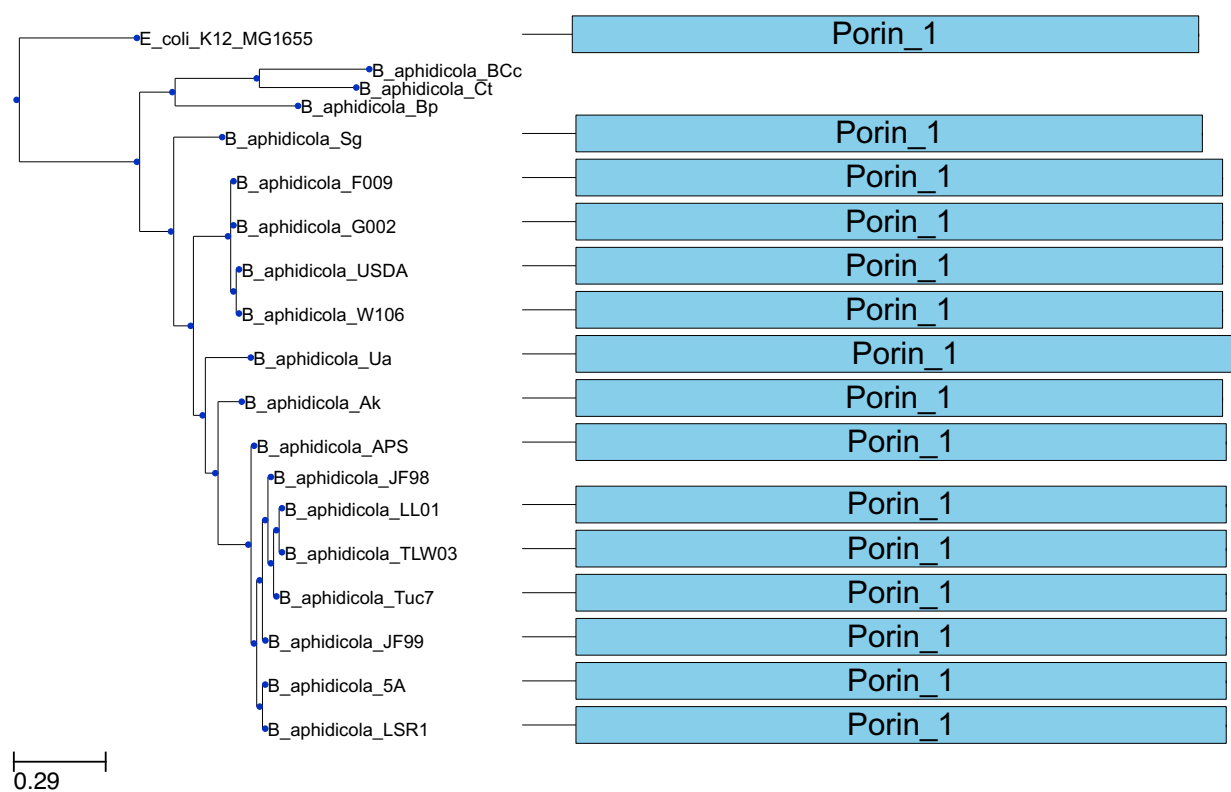 E_coli_K12_MG1655 Porin_1
B_aphidicola_BCc
B_aphidicola_Ct
B_aphidicola_Bp
B_aphidicola_Sg Porin_1
B_aphidicola_F009 Porin_1
B_aphidicola_G002 Porin_1
B_aphidicola_USDA Porin_1
B_aphidicola_W106 Porin_1
B_aphidicola_Ua Porin_1
B_aphidicola_Ak Porin_1
B_aphidicola_APS Porin_1
B_aphidicola_JF98
B_aphidicola_LL01 Porin_1
B_aphidicola_TLW03 Porin_1
B_aphidicola_Tuc7 Porin_1
B_aphidicola_JF99 Porin_1
B_aphidicola_5A Porin_1
B_aphidicola_LSR1 Porin_1
0.29